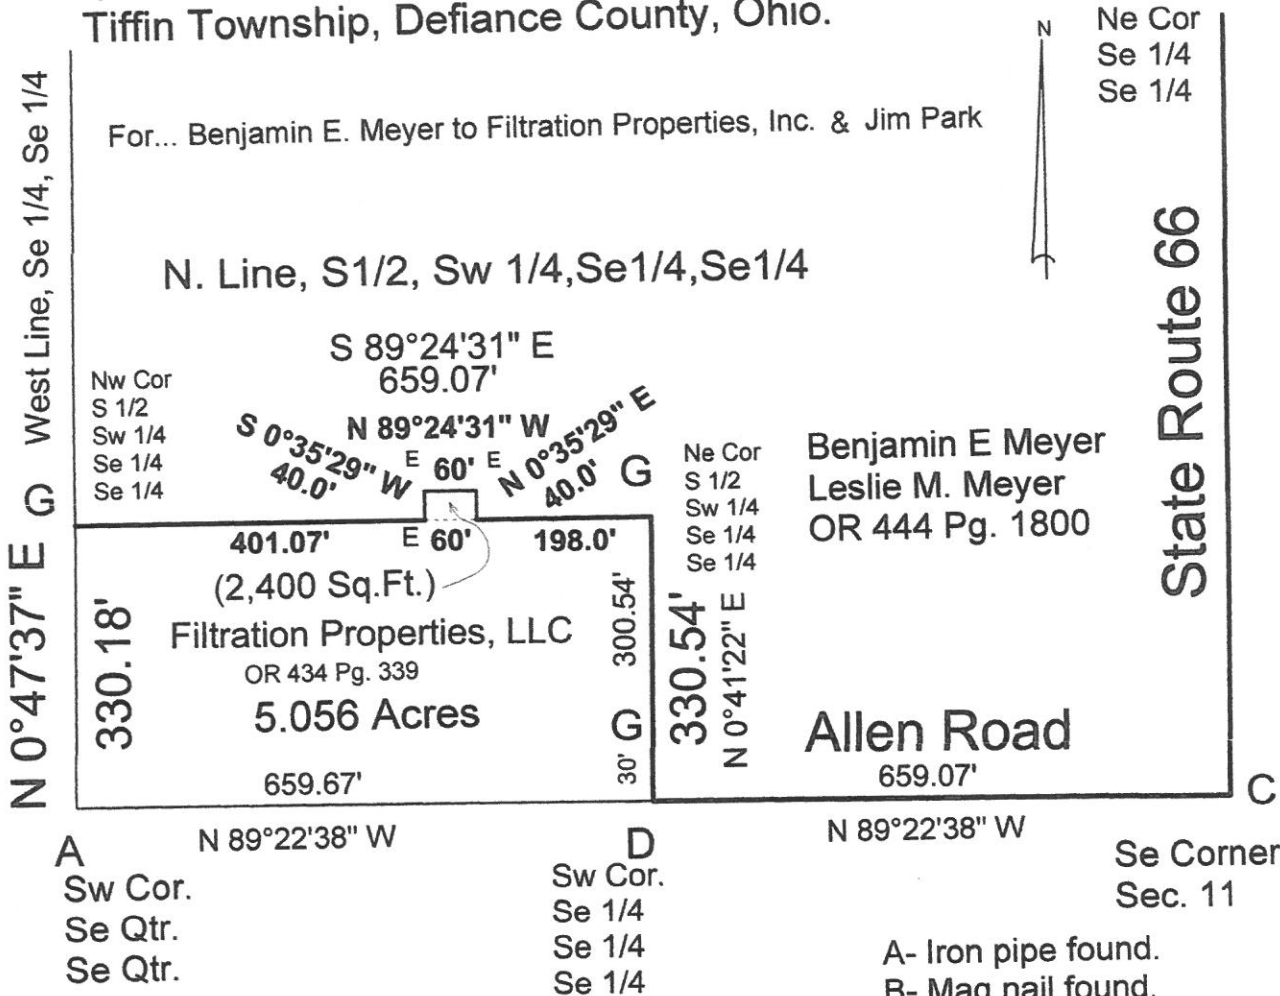 Tiffin Township, Defiance County, Ohio.
N
Ne Cor
Se 1/4
Se 1/4
For... Benjamin E. Meyer to Filtration Properties, Inc. & Jim Park
West Line, Se 1/4, Se 1/4
State Route 66
N. Line, S1/2, Sw 1/4,Se1/4,Se1/4
S 89°24'31" E
659.07'
Nw Cor
S 1/2
Sw 1/4
Se 1/4
Se 1/4
S 0°35'29" W
40.0'
N 89°24'31" W
E 60' E
N 0°35'29" E
40.0'
G
G
Ne Cor
S 1/2
Sw 1/4
Se 1/4
Se 1/4
Benjamin E Meyer
Leslie M. Meyer
OR 444 Pg. 1800
401.07'
E 60'
198.0'
(2,400 Sq.Ft.)
N 0°47'37" E
330.18'
Filtration Properties, LLC
OR 434 Pg. 339
5.056 Acres
300.54'
G
30'
330.54'
N 0°41'22" E
Allen Road
659.67'
659.07'
C
N 89°22'38" W
N 89°22'38" W
A
Sw Cor.
Se Qtr.
Se Qtr.
D
Sw Cor.
Se 1/4
Se 1/4
Se 1/4
Se Corner
Sec. 11
A- Iron pipe found.
B- Mag nail found.